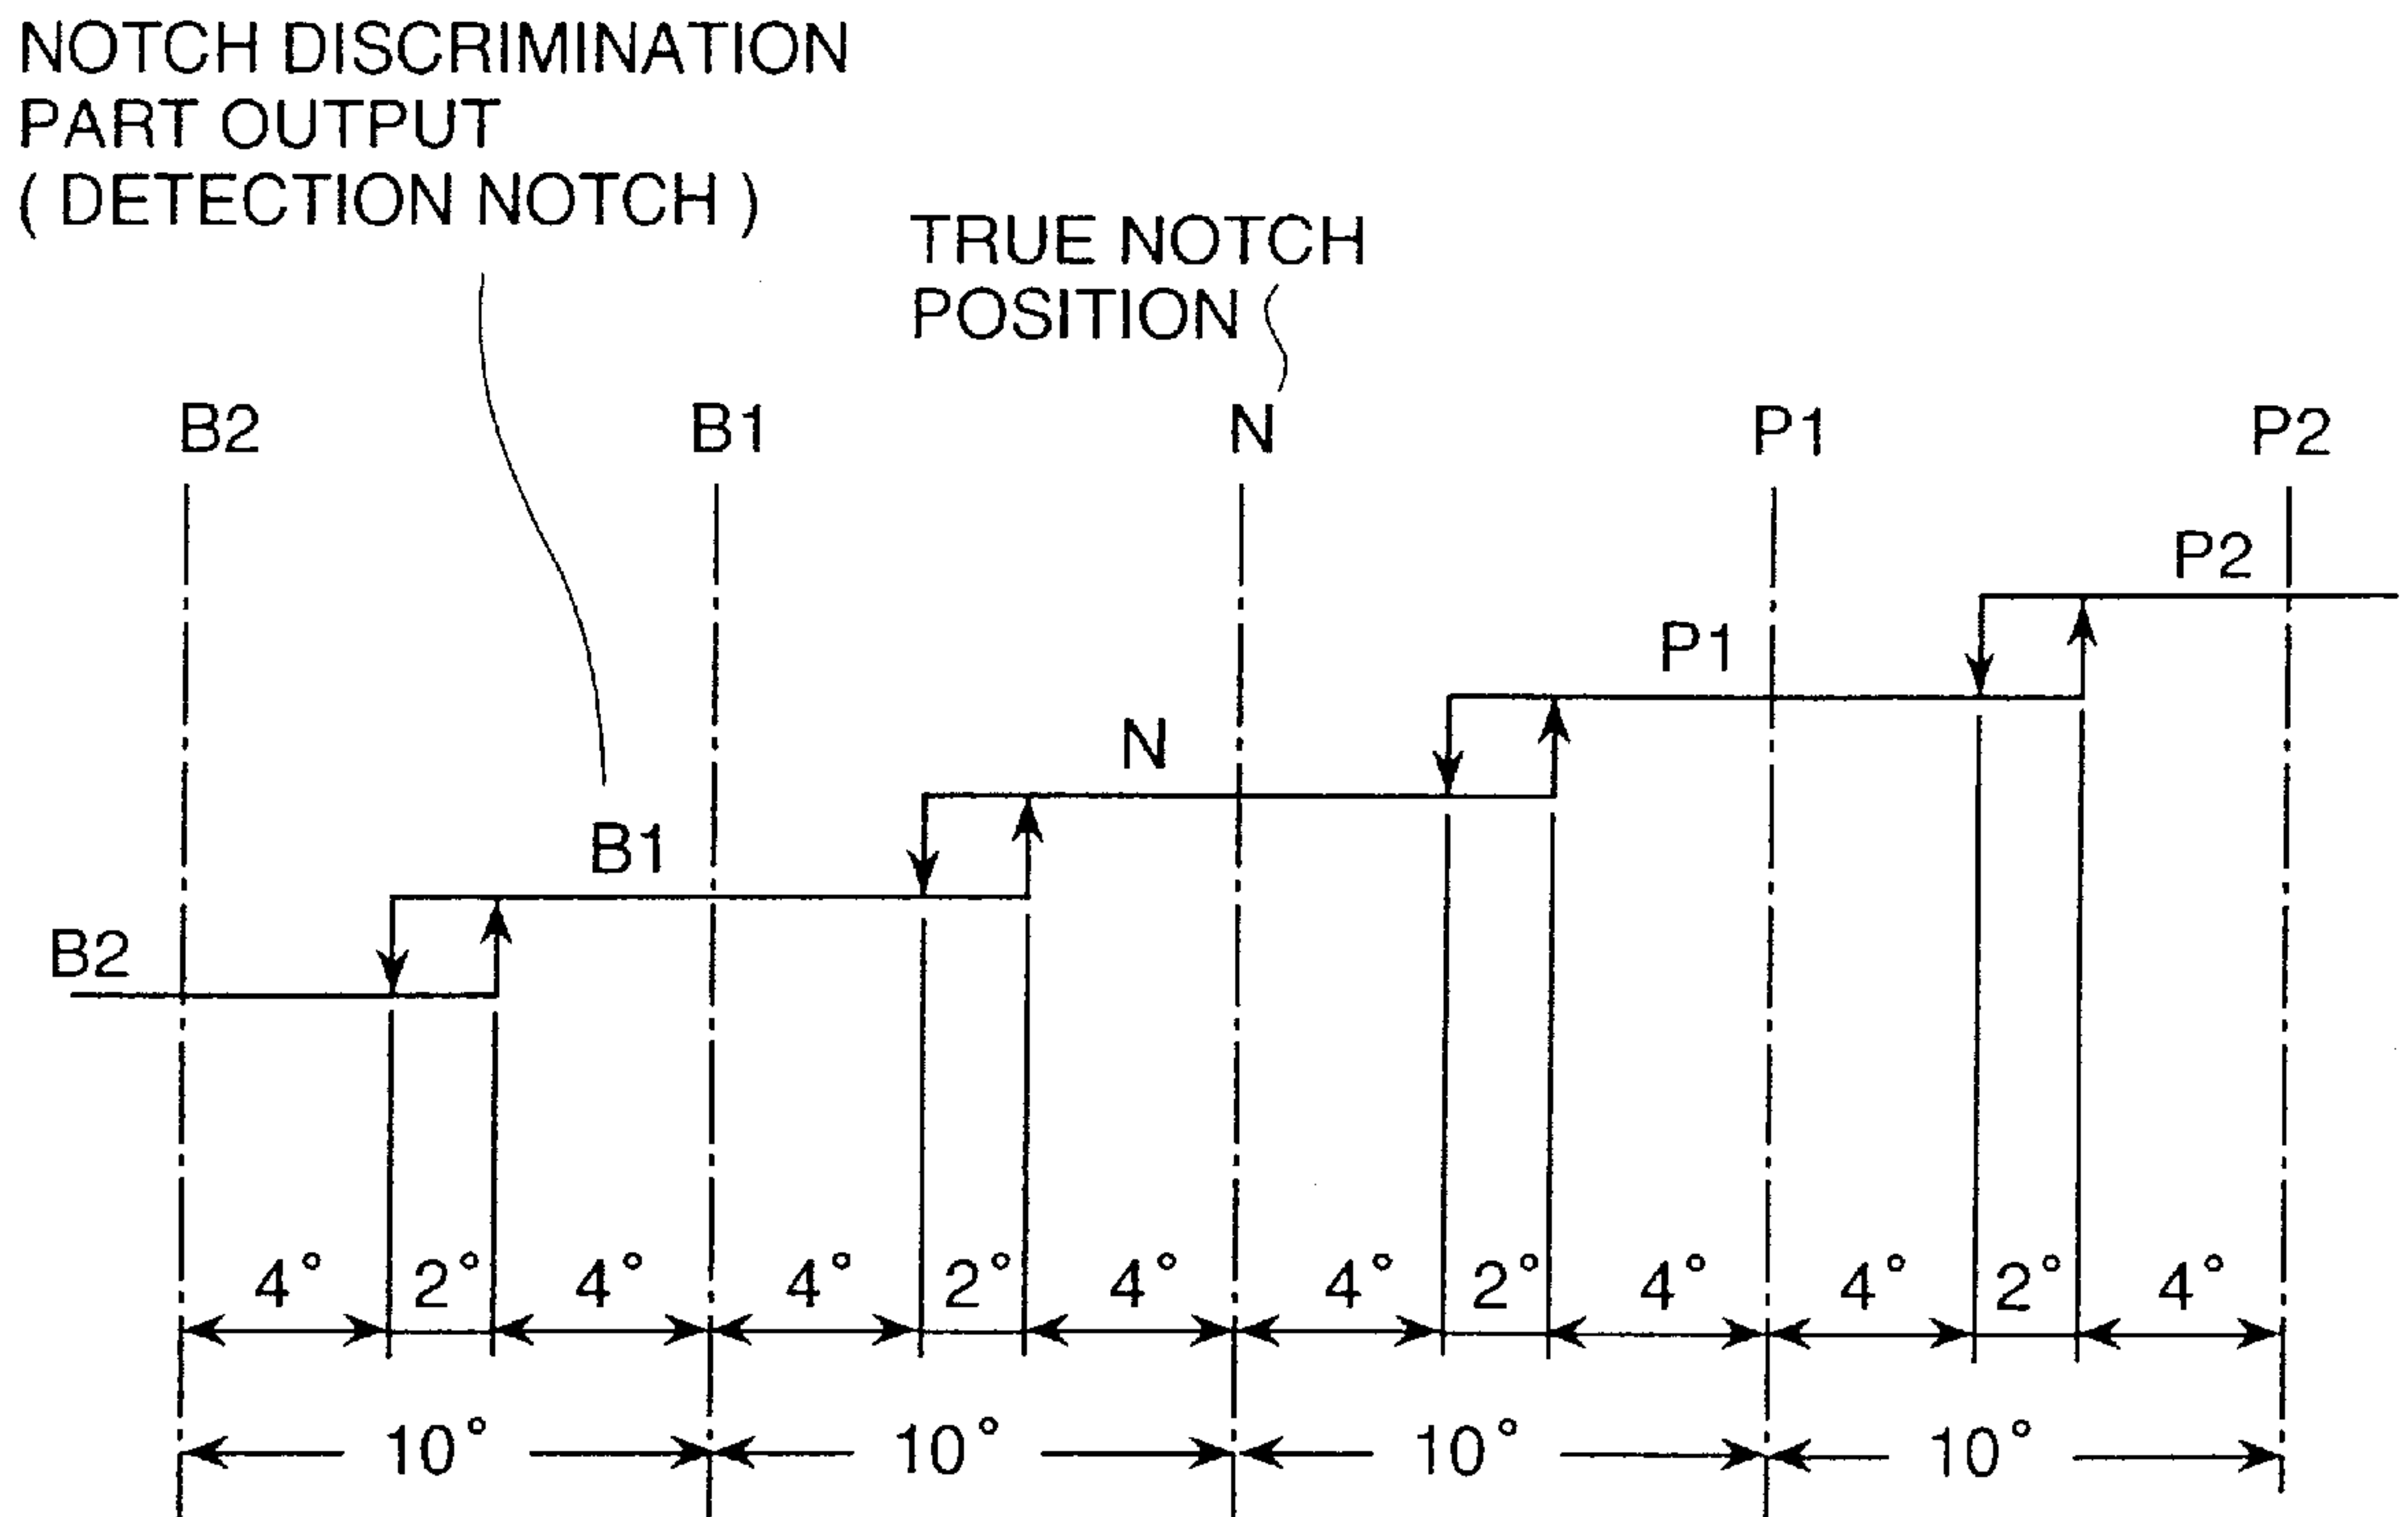 NOTCH DISCRIMINATION
PART OUTPUT
( DETECTION NOTCH )
TRUE NOTCH
POSITION
B2 B1 N P1 P2
P2
P1
N
B1
B2
4° 2° 4° 4° 2° 4° 4° 2° 4° 4° 2° 4°
10° 10° 10° 10°